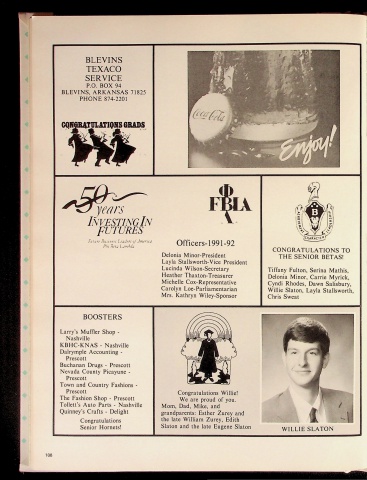 BLEVINS
TEXACO
SERVICE
P.O. BOX 94
BLEVINS, ARKANSAS 71825
PHONE 874-2201
CONGRATULATIONS GRADS
Coca-Cola
Enjoy!
50 years
INVESTING IN
FUTURES
Future Business Leaders of America
Phi Beta Lambda
FBLA
Officers-1991-92
Delonia Minor-President
Layla Stallsworth-Vice President
Lucinda Wilson-Secretary
Heather Thaxton-Treasurer
Michelle Cox-Representative
Carolyn Loe-Parliamentarian
Mrs. Kathryn Wiley-Sponsor
B
CONGRATULATIONS TO
THE SENIOR BETAS!
Tiffany Fulton, Serina Mathis,
Delonia Minor, Carrie Myrick,
Cyndi Rhodes, Dawn Salisbury,
Willie Slaton, Layla Stallsworth,
Chris Sweat
BOOSTERS
Larry's Muffler Shop -
Nashville
KBHC-KNAS - Nashville
Dalrymple Accounting -
Prescott
Buchanan Drugs - Prescott
Nevada County Picayune -
Prescott
Town and Country Fashions -
Prescott
The Fashion Shop - Prescott
Tollett's Auto Parts - Nashville
Quinney's Crafts - Delight
Congratulations
Senior Hornets!
Congratulations Willie!
We are proud of you.
Mom, Dad, Mike, and
grandparents: Esther Zurey and
the late William Zurey, Edith
Slaton and the late Eugene Slaton
WILLIE SLATON
108